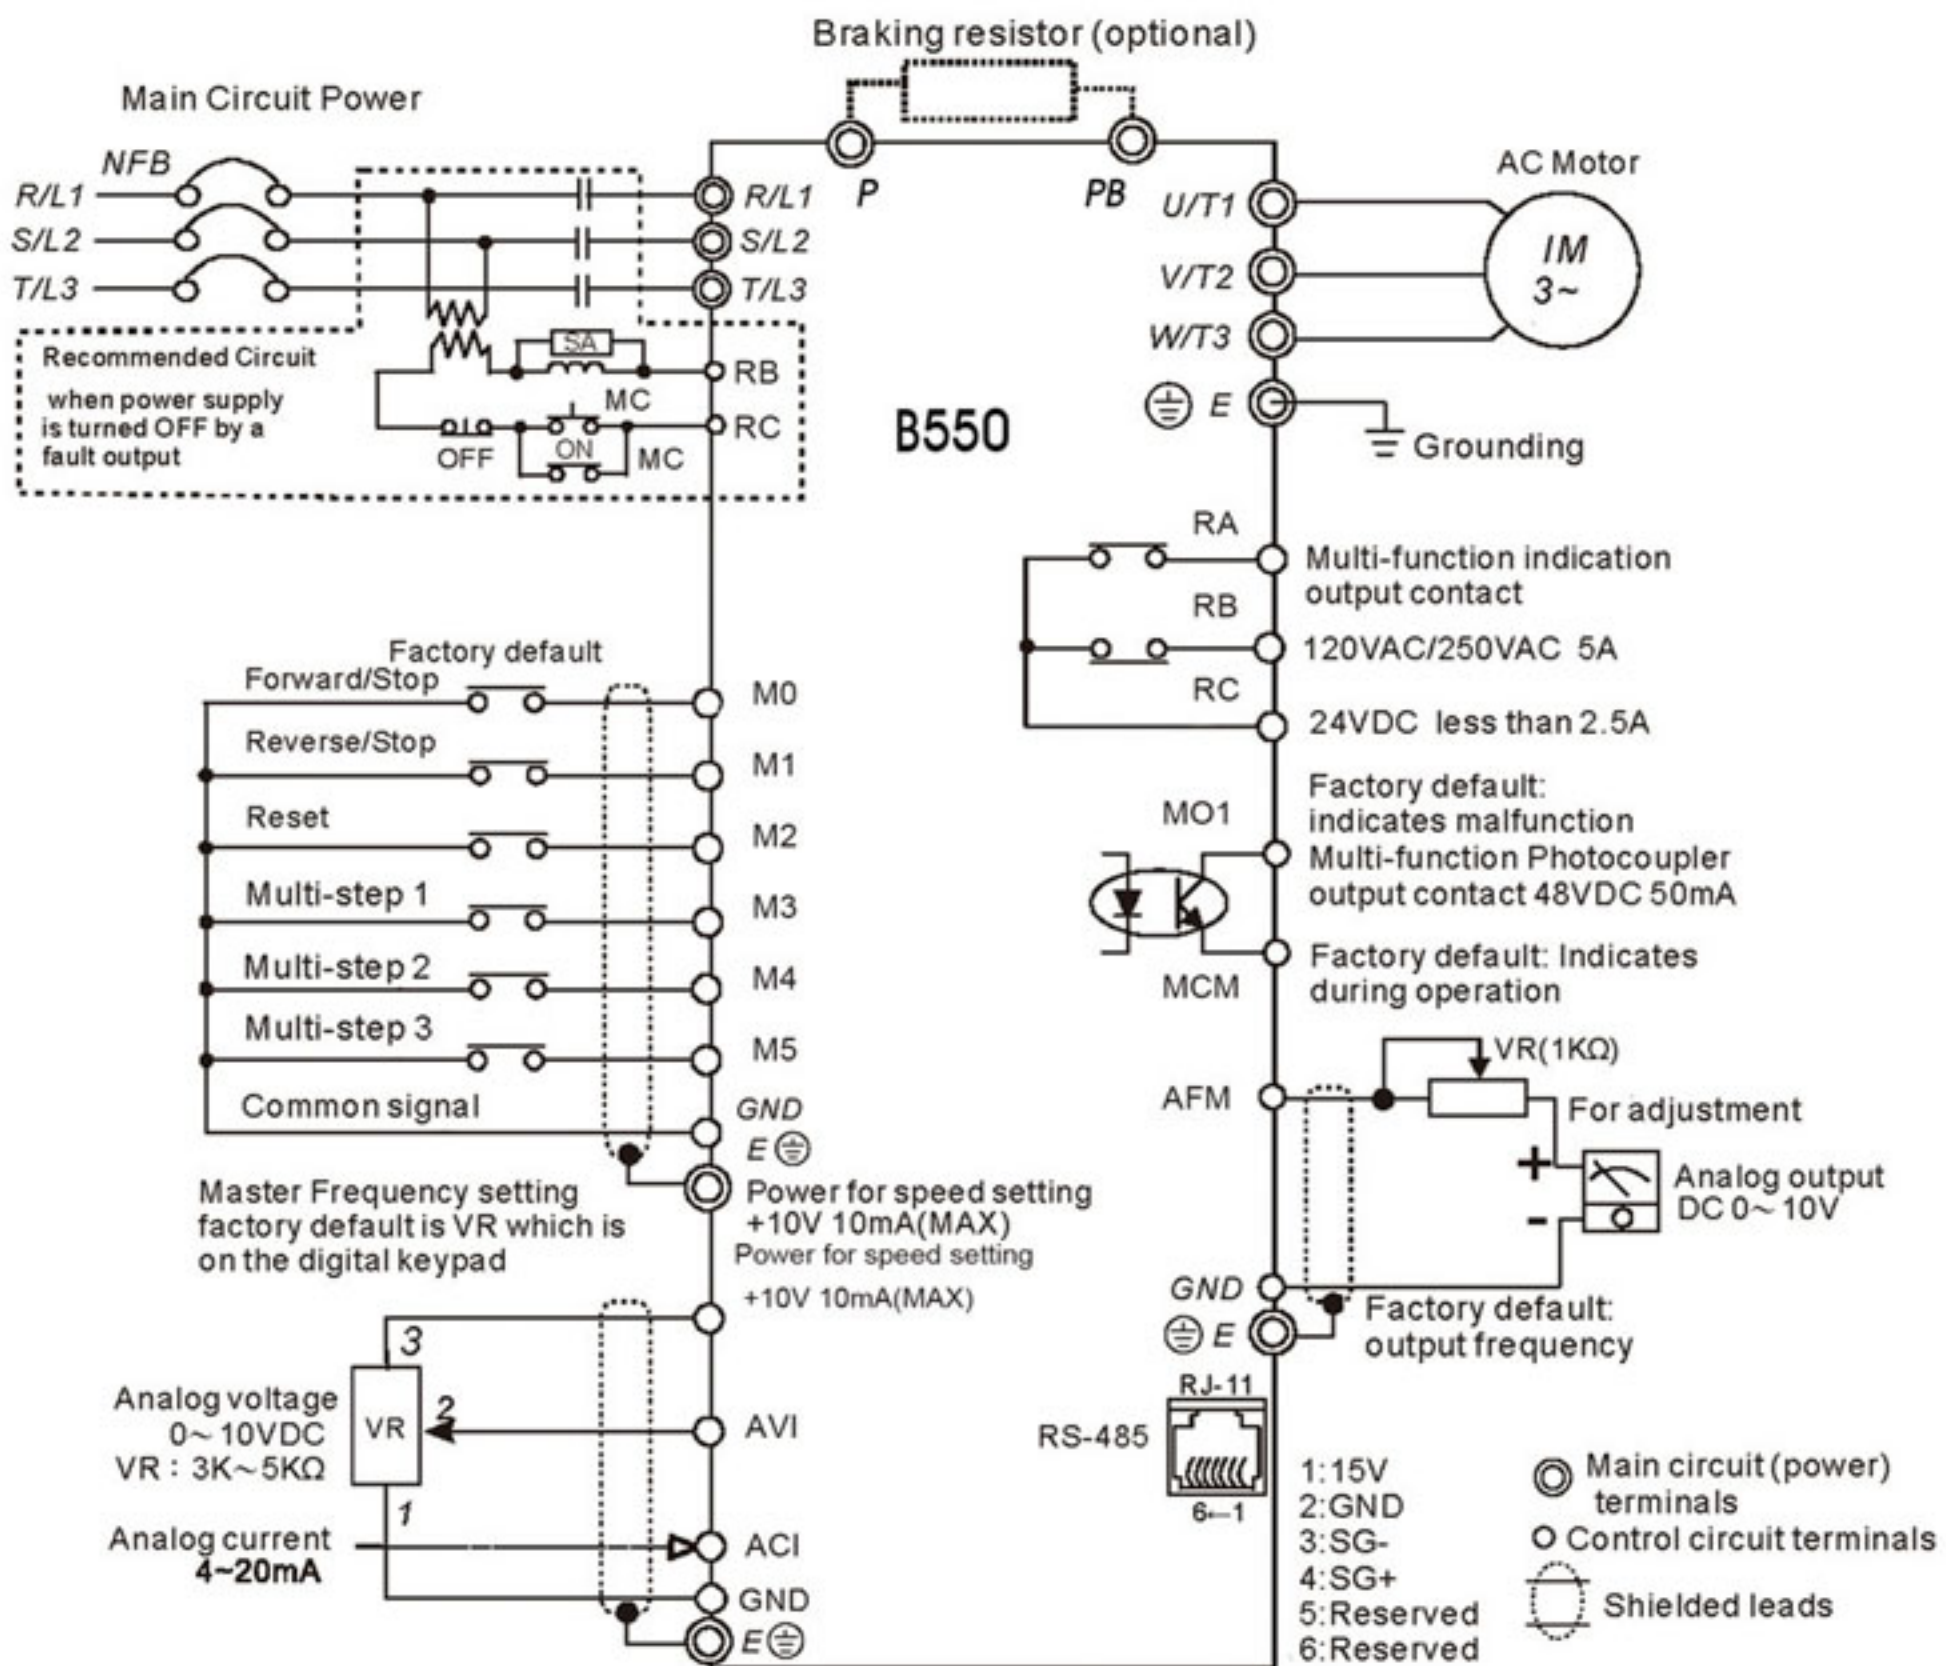 Braking resistor (optional)
Main Circuit Power
NFB
R/L1
S/L2
T/L3
R/L1
S/L2
T/L3
P
PB
U/T1
V/T2
W/T3
E
AC Motor
IM
3~
Grounding
Recommended Circuit
when power supply
is turned OFF by a
fault output
SA
MC
RB
RC
OFF
ON
MC
B550
RA
Multi-function indication
output contact
RB
120VAC/250VAC 5A
RC
24VDC less than 2.5A
Factory default
Forward/Stop
M0
Reverse/Stop
M1
Reset
M2
Multi-step 1
M3
Multi-step 2
M4
Multi-step 3
M5
Common signal
GND
E
Factory default:
indicates malfunction
MO1
Multi-function Photocoupler
output contact 48VDC 50mA
MCM
Factory default: Indicates
during operation
AFM
VR(1KΩ)
For adjustment
+
-
Analog output
DC 0~ 10V
GND
E
Factory default:
output frequency
Master Frequency setting
factory default is VR which is
on the digital keypad
Power for speed setting
+10V 10mA(MAX)
Power for speed setting
+10V 10mA(MAX)
3
2
1
VR
Analog voltage
0~10VDC
VR : 3K~5KΩ
AVI
Analog current
4~20mA
ACI
GND
E
RJ-11
RS-485
6←1
1:15V
2:GND
3:SG-
4:SG+
5:Reserved
6:Reserved
Main circuit (power)
terminals
Control circuit terminals
Shielded leads